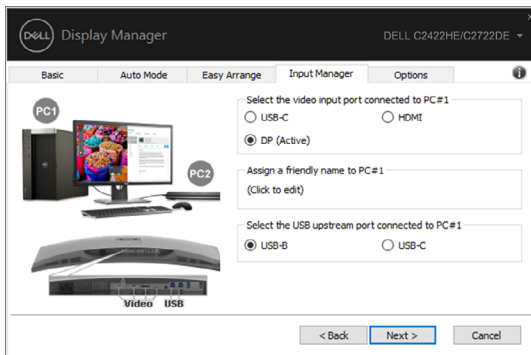 DELL Display Manager
DELL C2422HE/C2722DE
Basic Auto Mode Easy Arrange Input Manager Options
PC1
PC2
Video USB
Select the video input port connected to PC#1
USB-C HDMI
DP (Active)
Assign a friendly name to PC#1
(Click to edit)
Select the USB upstream port connected to PC#1
USB-B USB-C
< Back Next > Cancel